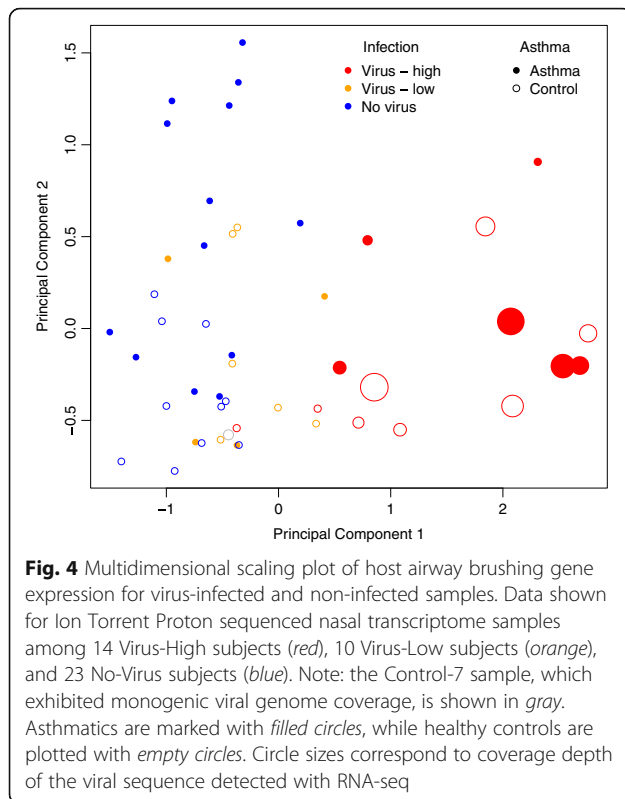 Infection Asthma
Virus – high Asthma
Virus – low Control
No virus
1.5
1.0
0.5
0.0
−0.5
Principal Component 2
−1 0 1 2
Principal Component 1
Fig. 4 Multidimensional scaling plot of host airway brushing gene
expression for virus-infected and non-infected samples. Data shown
for Ion Torrent Proton sequenced nasal transcriptome samples
among 14 Virus-High subjects (red), 10 Virus-Low subjects (orange),
and 23 No-Virus subjects (blue). Note: the Control-7 sample, which
exhibited monogenic viral genome coverage, is shown in gray.
Asthmatics are marked with filled circles, while healthy controls are
plotted with empty circles. Circle sizes correspond to coverage depth
of the viral sequence detected with RNA-seq